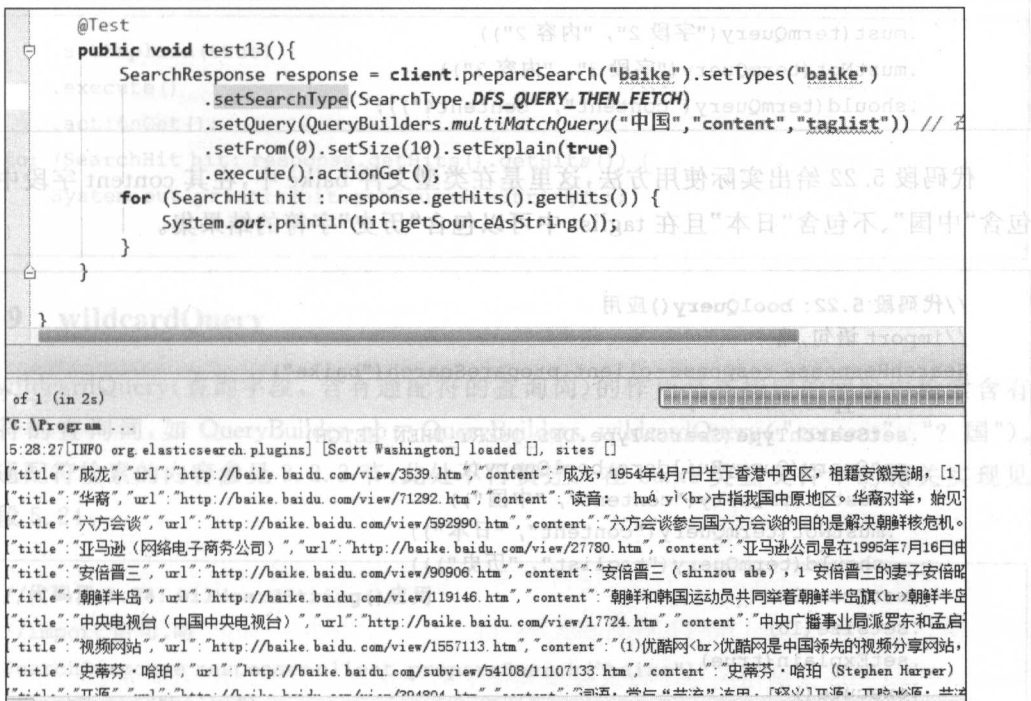 @Test
public void test13(){
SearchResponse response = client.prepareSearch("baike").setTypes("baike")
.setSearchType(SearchType.DFS_QUERY_THEN_FETCH)
.setQuery(QueryBuilders.multiMatchQuery("中国","content","taglist")) // 在
.setFrom(0).setSize(10).setExplain(true)
.execute().actionGet();
for (SearchHit hit : response.getHits().getHits()) {
System.out.println(hit.getSourceAsString());
}
}
}
of 1 (in 2s)
C:\Program...
5:28:27[INFO org.elasticsearch.plugins] [Scott Washington] loaded [], sites []
["title":"成龙","url":"http://baike.baidu.com/view/3539.htm","content":"成龙，1954年4月7日生于香港中西区，祖籍安徽芜湖，[1]
["title":"华裔","url":"http://baike.baidu.com/view/71292.htm","content":"读音： huá yì<br>古指我国中原地区。华裔对举，始见
["title":"六方会谈","url":"http://baike.baidu.com/view/592990.htm","content":"六方会谈参与国六方会谈的目的是解决朝鲜核危机。
["title":"亚马逊（网络电子商务公司）","url":"http://baike.baidu.com/view/27780.htm","content":"亚马逊公司是在1995年7月16日由
["title":"安倍晋三","url":"http://baike.baidu.com/view/90906.htm","content":"安倍晋三（shinzou abe），1 安倍晋三的妻子安倍昭
["title":"朝鲜半岛","url":"http://baike.baidu.com/view/119146.htm","content":"朝鲜和韩国运动员共同举着朝鲜半岛旗<br>朝鲜半岛
["title":"中央电视台（中国中央电视台）","url":"http://baike.baidu.com/view/17724.htm","content":"中央广播事业局派罗东和孟启
["title":"视频网站","url":"http://baike.baidu.com/view/1557113.htm","content":"(1)优酷网<br>优酷网是中国领先的视频分享网站，
["title":"史蒂芬·哈珀","url":"http://baike.baidu.com/subview/54108/11107133.htm","content":"史蒂芬·哈珀（Stephen Harper）